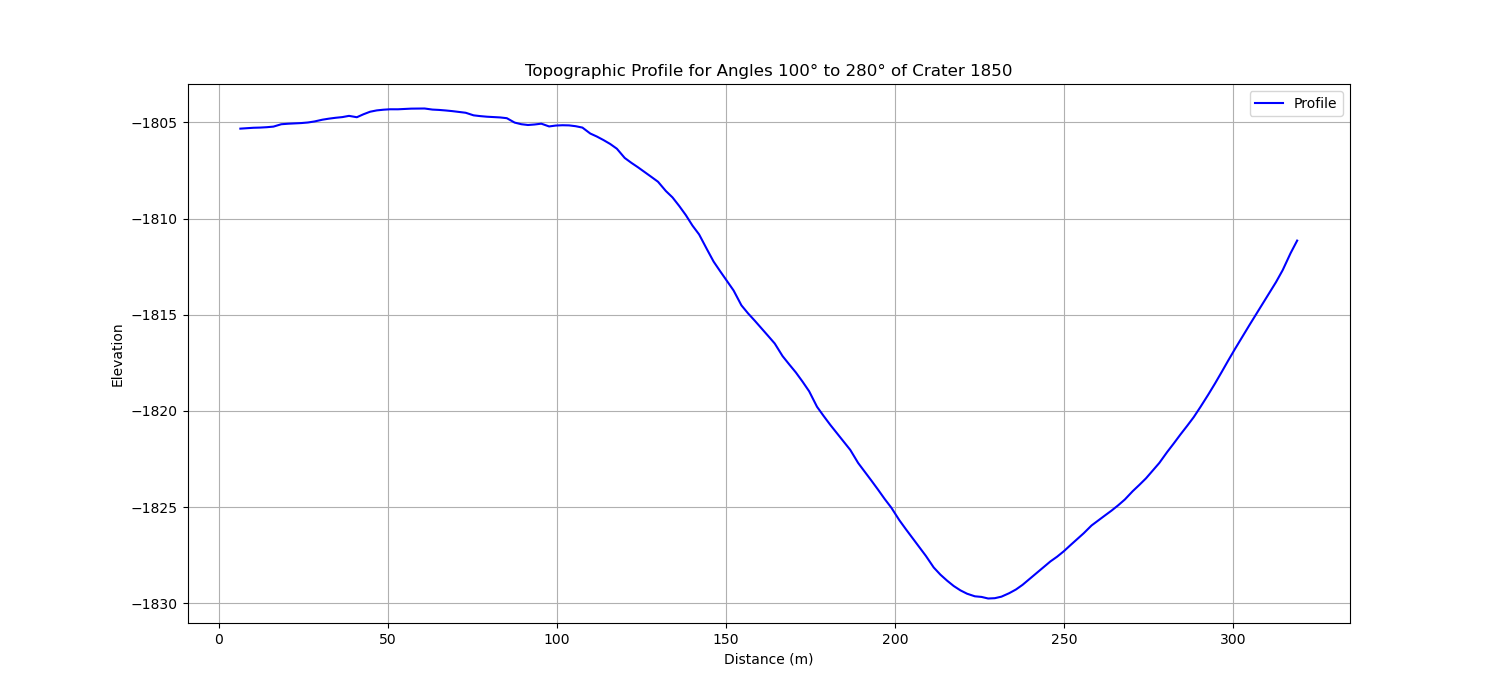 Topographic Profile for Angles 100° to 280° of Crater 1850
Profile
−1805
−1810
−1815
−1820
−1825
−1830
Elevation
0 50 100 150 200 250 300
Distance (m)